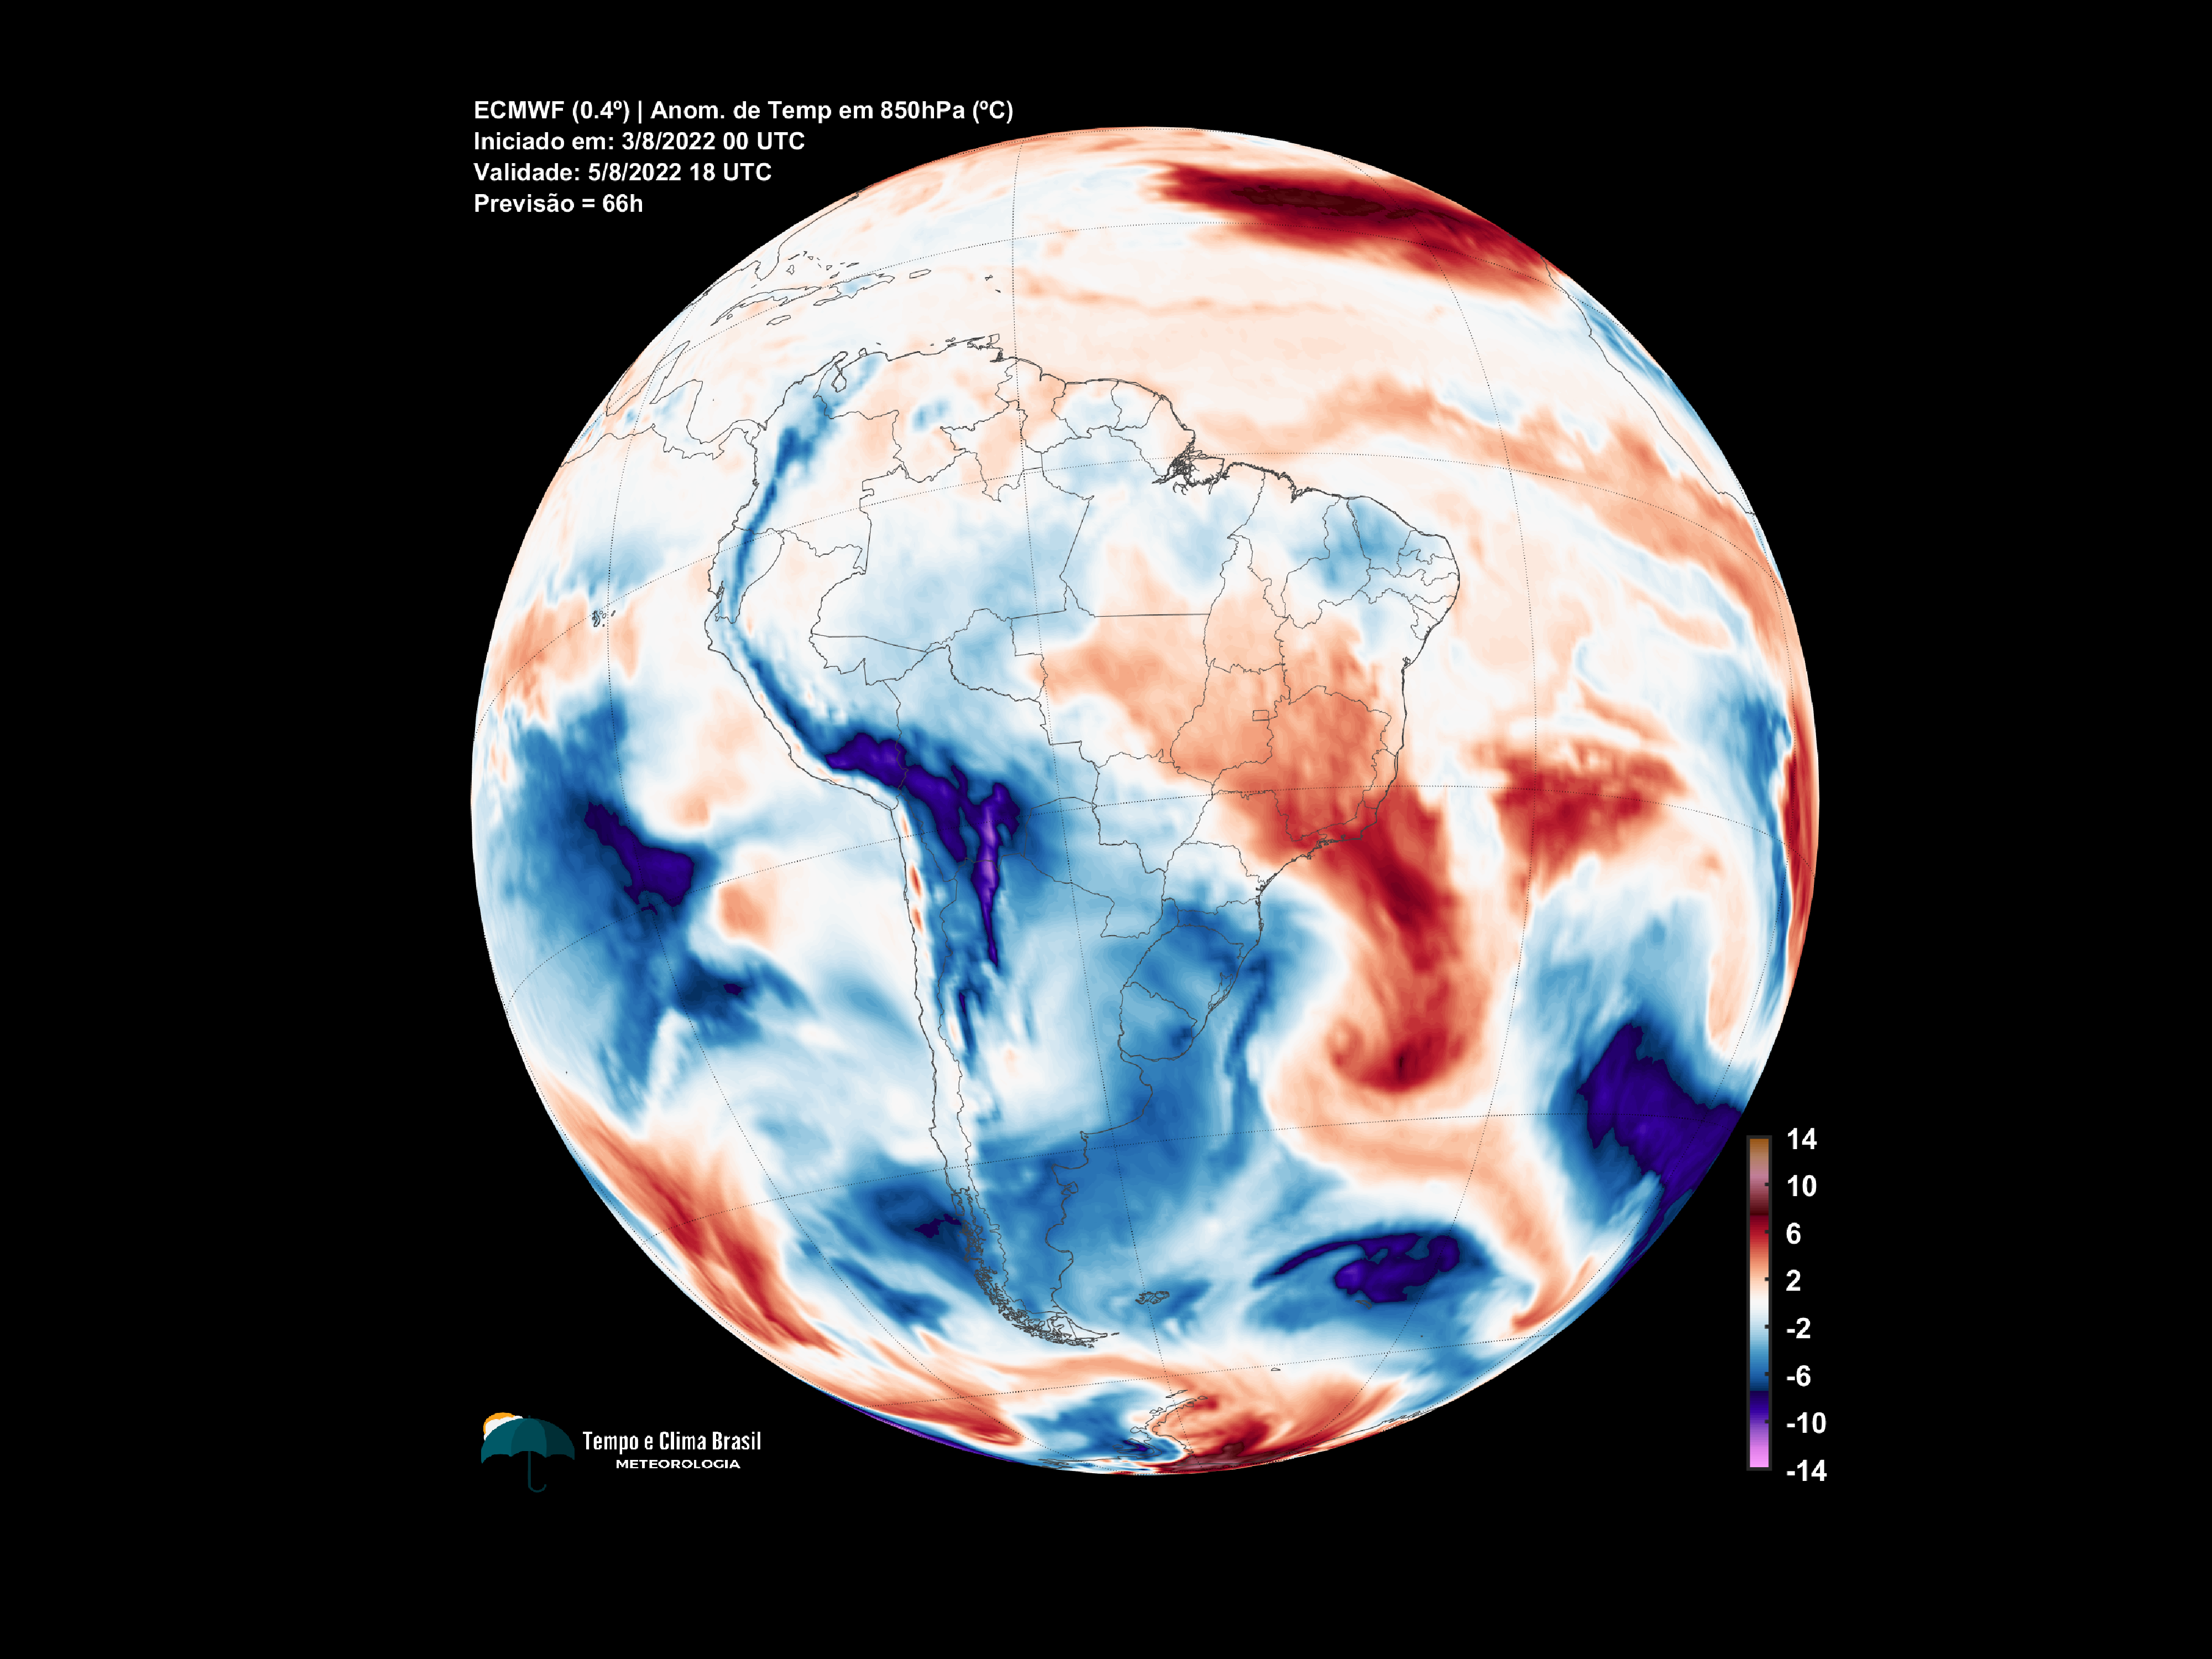 ECMWF (0.4º) | Anom. de Temp em 850hPa (ºC)
Iniciado em: 3/8/2022 00 UTC
Validade: 5/8/2022 18 UTC
Previsão = 66h
14
10
6
2
-2
-6
-10
-14
Tempo e Clima Brasil
METEOROLOGIA